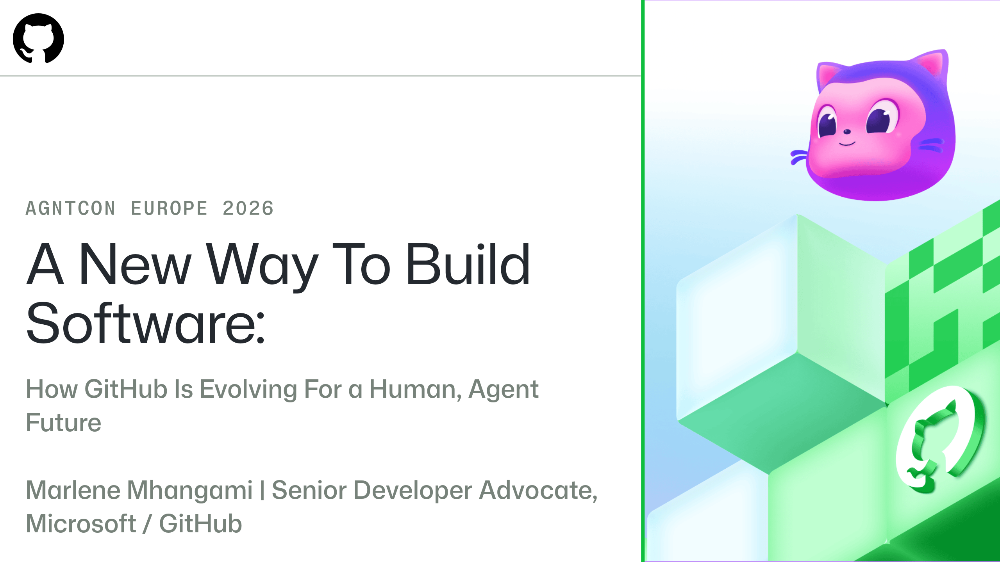 AGNTCON EUROPE 2026
A New Way To Build
Software:
How GitHub Is Evolving For a Human, Agent
Future
Marlene Mhangami | Senior Developer Advocate,
Microsoft / GitHub